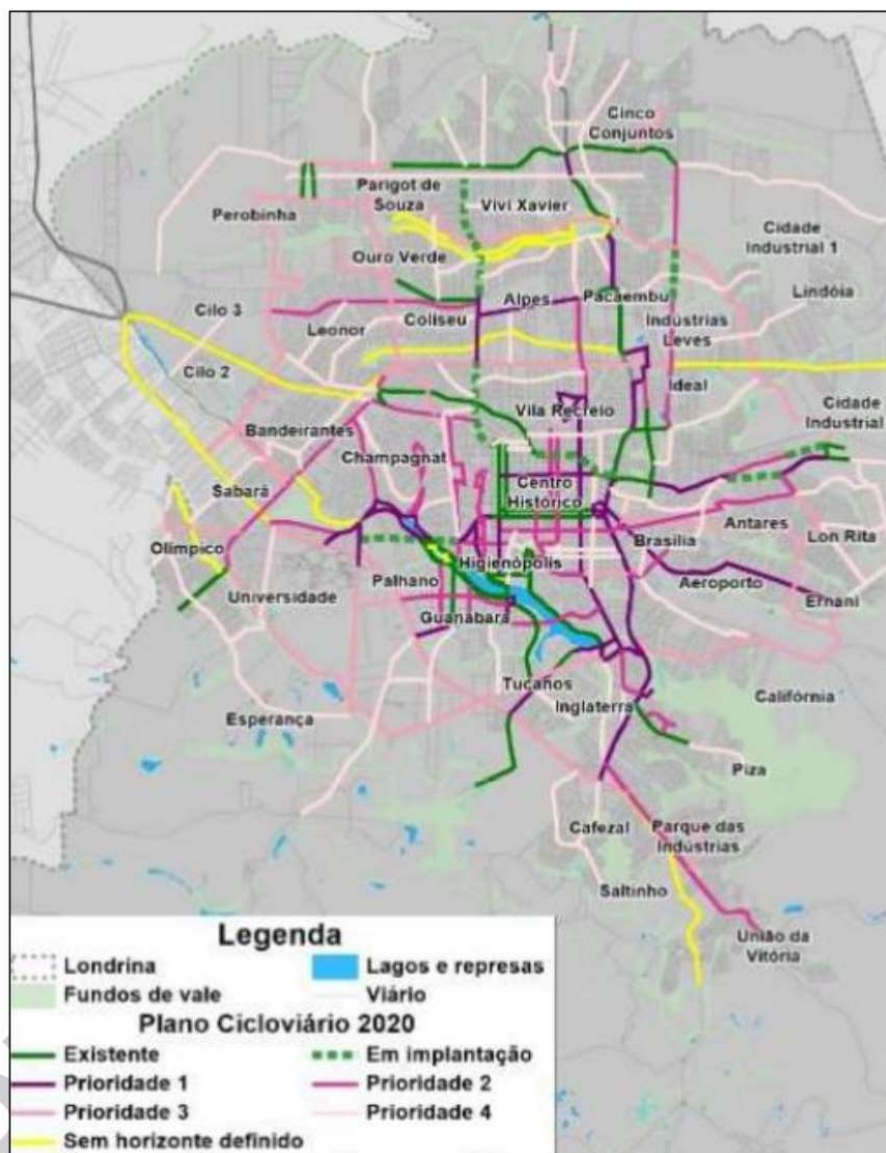 Cinco
Conjuntos
Parigot de
Souza
Vivi Xavier
Perobinha
Cidade
Industrial 1
Ouro Verde
Lindóia
Cilo 3
Leonor
Coliseu
Alpes
Pacaembu
Indústrias
Leves
Cilo 2
Ideal
Vila Recreio
Cidade
Industrial
Bandeirantes
Champagnat
Centro
Histórico
Sabará
Antares
Lon Rita
Brasília
Olímpico
Higienópolis
Palhano
Aeroporto
Ernani
Universidade
Guanabara
Tucanos
Inglaterra
Califórnia
Esperança
Piza
Cafezal
Parque das
Indústrias
Saltinho
União da
Vitória
Legenda
Londrina
Lagos e represas
Fundos de vale
Viário
Plano Cicloviário 2020
Existente
Em implantação
Prioridade 1
Prioridade 2
Prioridade 3
Prioridade 4
Sem horizonte definido